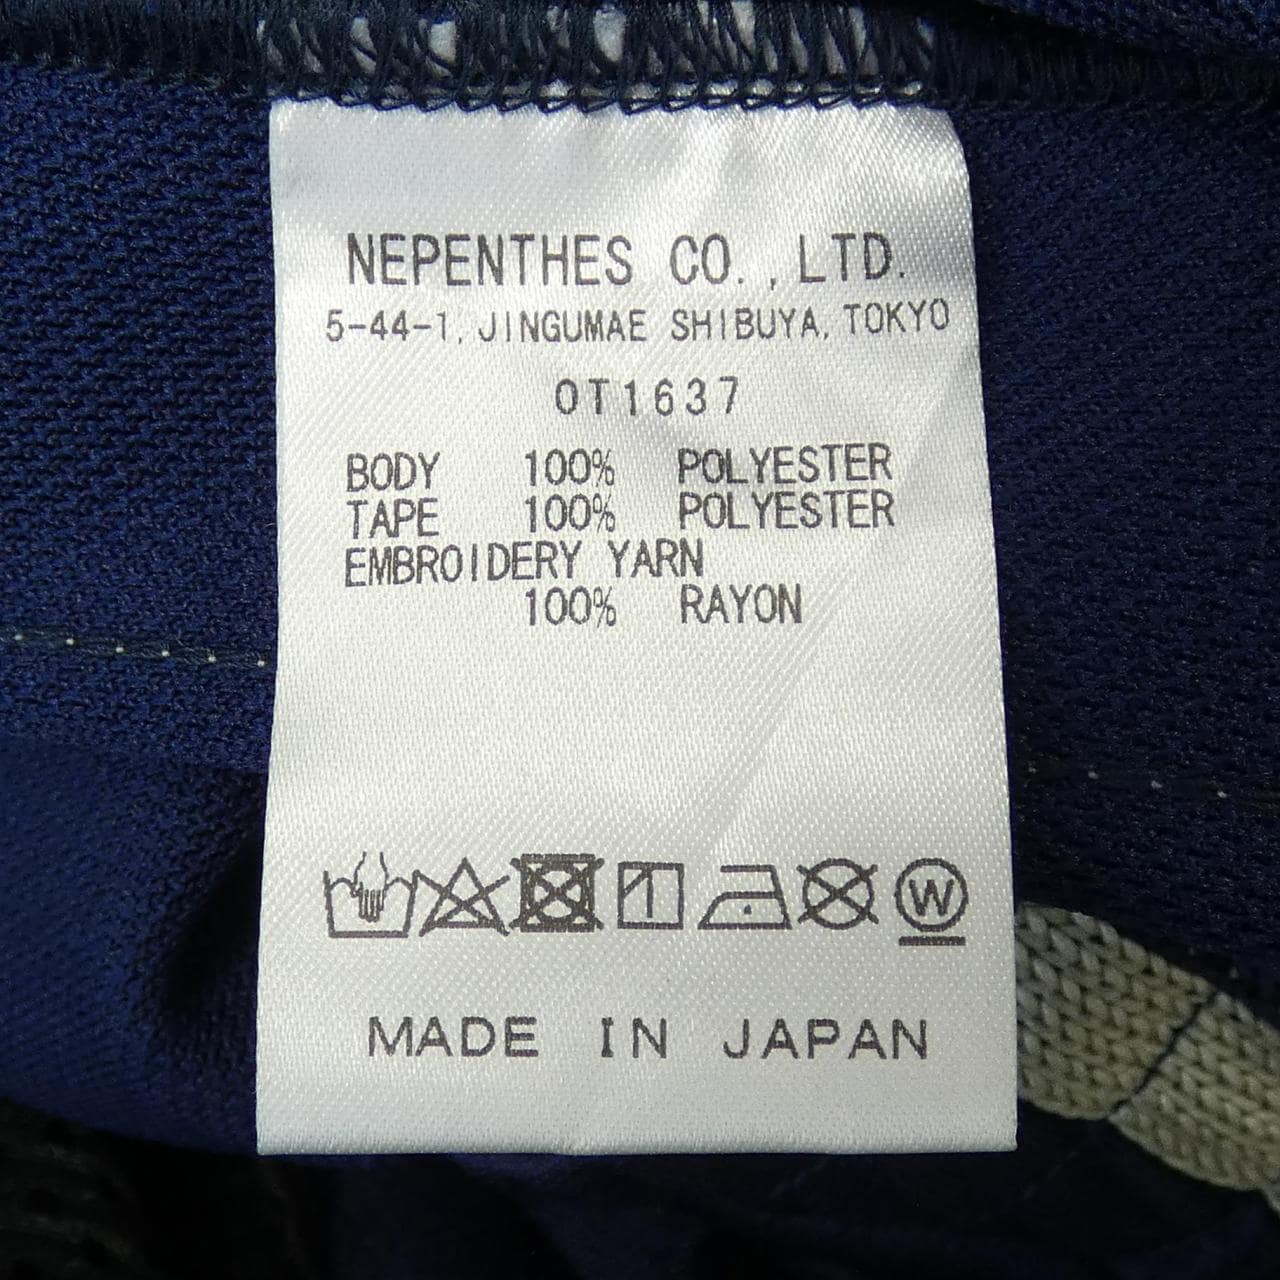 NEPENTHES CO., LTD.
5-44-1, JINGUMAE SHIBUYA, TOKYO
OT1637
BODY 100% POLYESTER
TAPE 100% POLYESTER
EMBROIDERY YARN
100% RAYON
W
MADE IN JAPAN